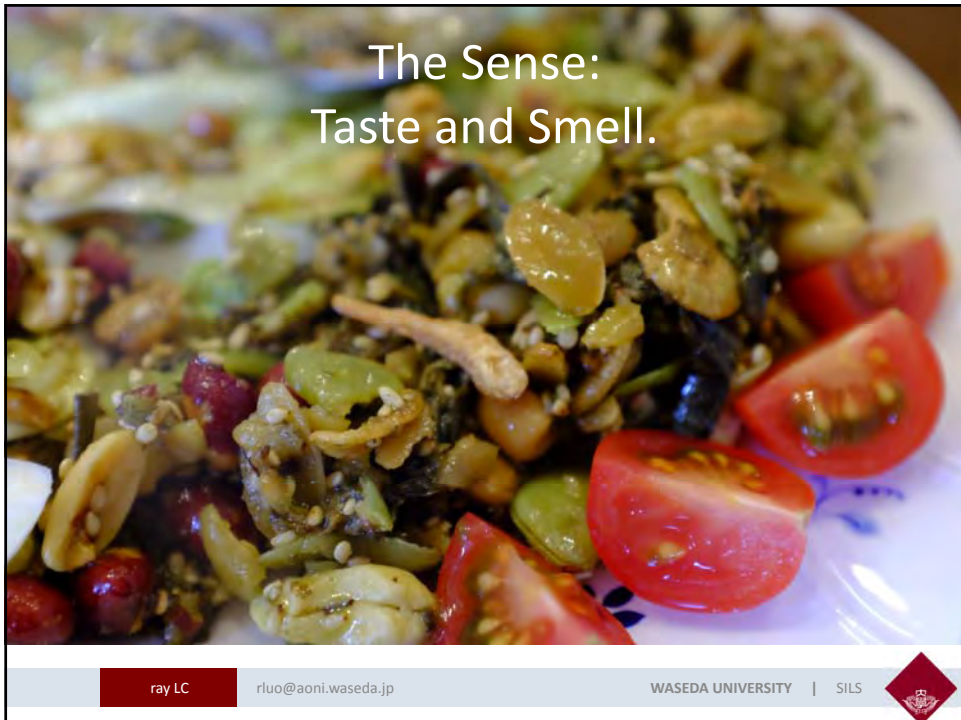 The Sense:
Taste and Smell.
ray LC
rluo@aoni.waseda.jp
WASEDA UNIVERSITY | SILS